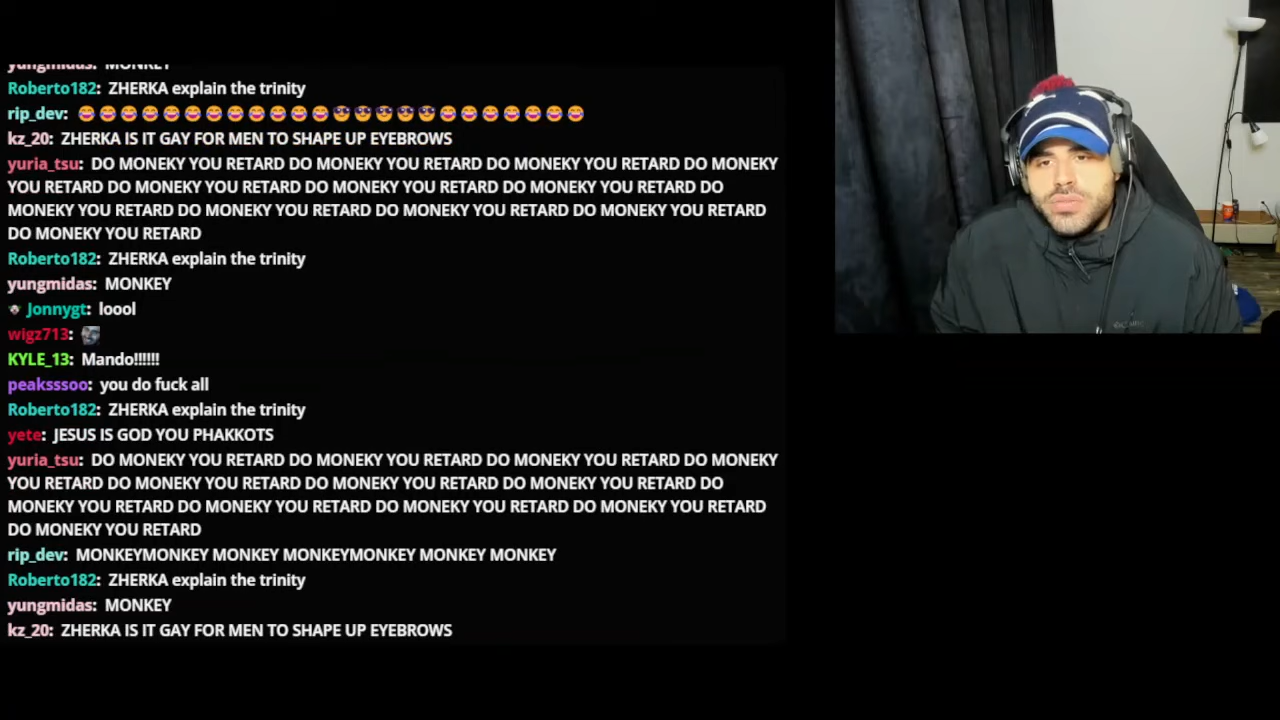 yungmidas: MONKEY
Roberto182: ZHERKA explain the trinity
rip_dev: 😂😂😂😂😂😂😂😂😂😂😂😂😎😎😎😎😎😂😂😂😂😂😂😂
kz_20: ZHERKA IS IT GAY FOR MEN TO SHAPE UP EYEBROWS
yuria_tsu: DO MONEKY YOU RETARD DO MONEKY YOU RETARD DO MONEKY YOU RETARD DO MONEKY
YOU RETARD DO MONEKY YOU RETARD DO MONEKY YOU RETARD DO MONEKY YOU RETARD DO
MONEKY YOU RETARD DO MONEKY YOU RETARD DO MONEKY YOU RETARD DO MONEKY YOU RETARD
DO MONEKY YOU RETARD
Roberto182: ZHERKA explain the trinity
yungmidas: MONKEY
Jonnygt: loool
wigz713:
KYLE_13: Mando!!!!!!
peaksssoo: you do fuck all
Roberto182: ZHERKA explain the trinity
yete: JESUS IS GOD YOU PHAKKOTS
yuria_tsu: DO MONEKY YOU RETARD DO MONEKY YOU RETARD DO MONEKY YOU RETARD DO MONEKY
YOU RETARD DO MONEKY YOU RETARD DO MONEKY YOU RETARD DO MONEKY YOU RETARD DO
MONEKY YOU RETARD DO MONEKY YOU RETARD DO MONEKY YOU RETARD DO MONEKY YOU RETARD
DO MONEKY YOU RETARD
rip_dev: MONKEYMONKEY MONKEY MONKEYMONKEY MONKEY MONKEY
Roberto182: ZHERKA explain the trinity
yungmidas: MONKEY
kz_20: ZHERKA IS IT GAY FOR MEN TO SHAPE UP EYEBROWS